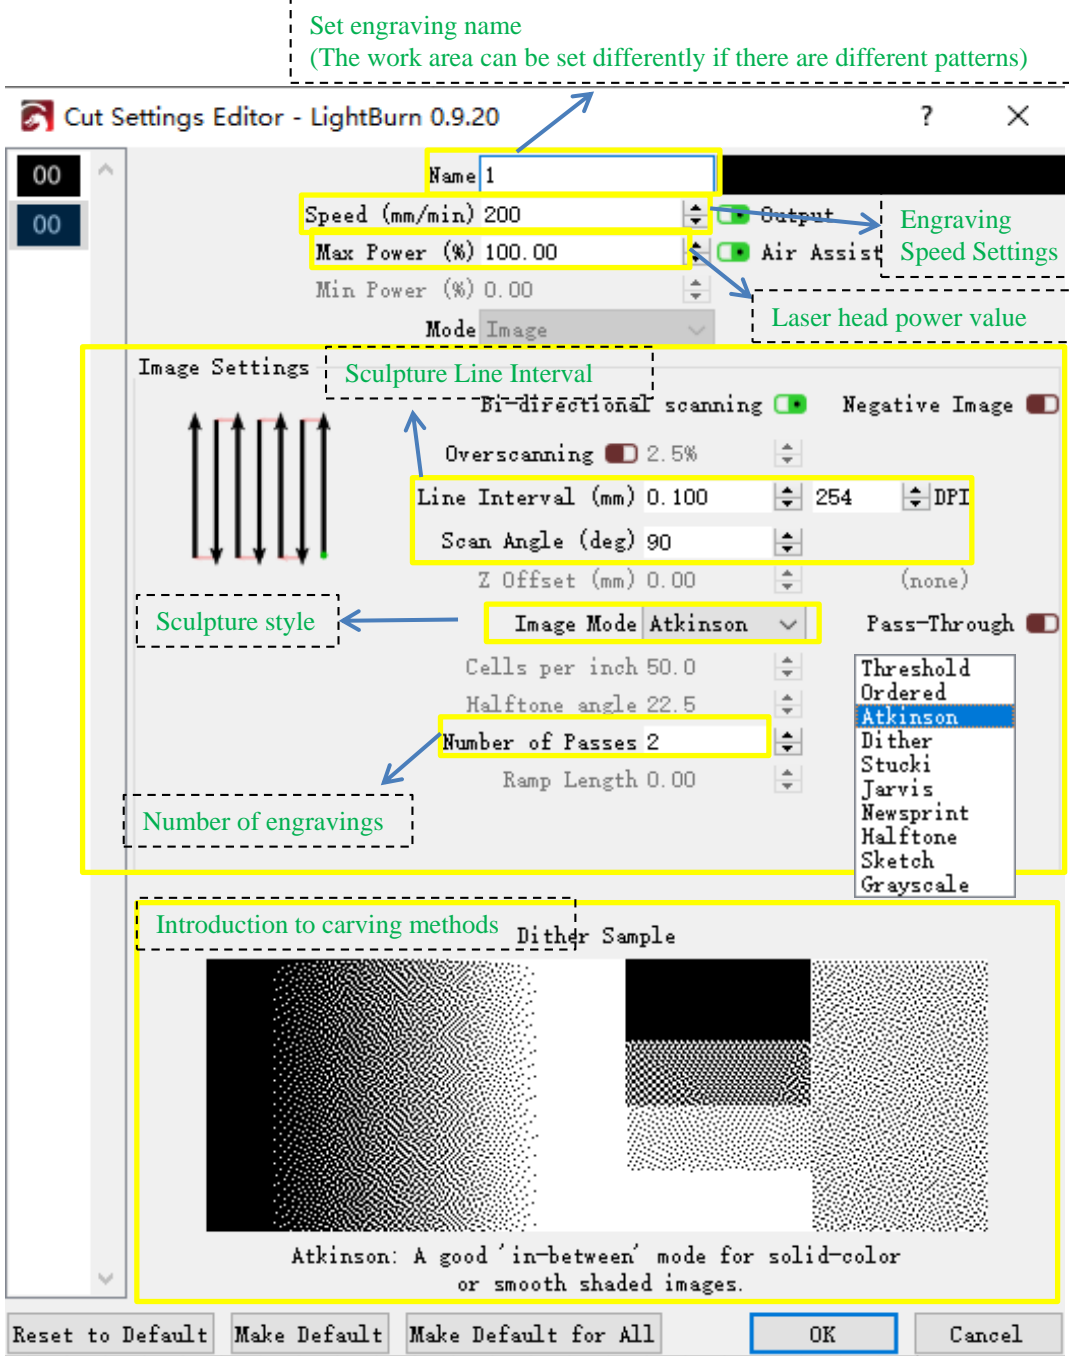 Set engraving name
(The work area can be set differently if there are different patterns)
Cut Settings Editor - LightBurn 0.9.20 ? ×
00
00
Name 1
Speed (mm/min) 200 Output
Engraving Speed Settings
Max Power (%) 100.00 Air Assist
Min Power (%) 0.00
Laser head power value
Mode Image
Image Settings
Sculpture Line Interval
Bi-directional scanning Negative Image
Overscanning 2.5%
Line Interval (mm) 0.100 254 DPI
Scan Angle (deg) 90
Z Offset (mm) 0.00 (none)
Sculpture style
Image Mode Atkinson Pass-Through
Cells per inch 50.0
Halftone angle 22.5
Number of Passes 2
Ramp Length 0.00
Number of engravings
Threshold
Ordered
Atkinson
Dither
Stucki
Jarvis
Newsprint
Halftone
Sketch
Grayscale
Introduction to carving methods
Dither Sample
Atkinson: A good 'in-between' mode for solid-color
or smooth shaded images.
Reset to Default Make Default Make Default for All OK Cancel